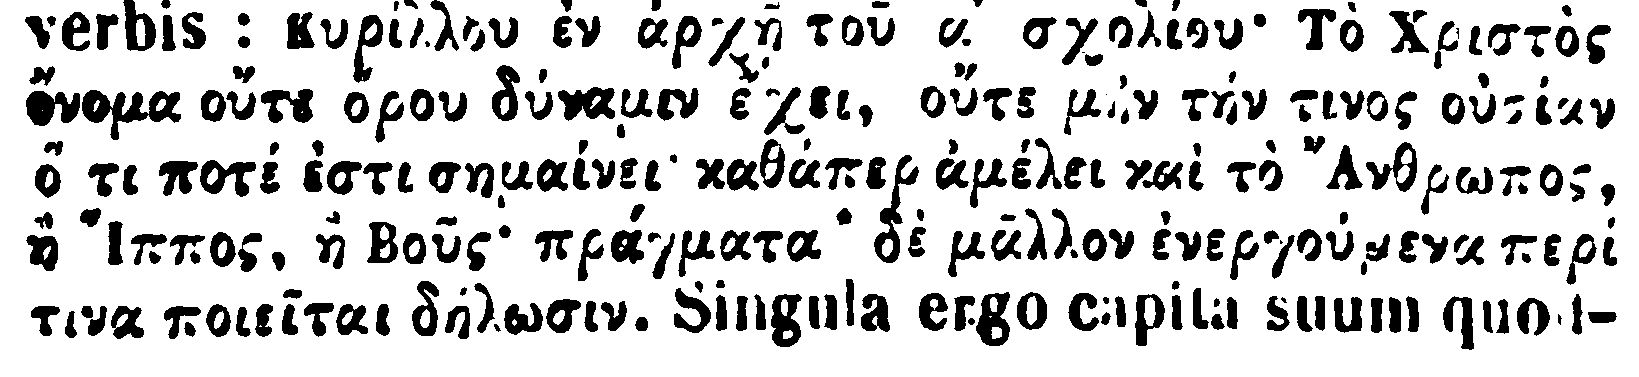 verbis : Κυρίλλου ἐν ἀρχῇ τοῦ α΄ σχολίου· Τὸ Χριστὸς
ὄνομα οὔτε ὅρου δύναμιν ἔχει, οὔτε μὴν τήν τινος οὐσίαν
ὅ τι ποτέ ἐστι σημαίνει· καθάπερ ἀμέλει καὶ τὸ Ἄνθρωπος,
ἢ Ἵππος, ἢ Βοῦς· πράγματα δὲ μᾶλλον ἐνεργούμενα περί
τινα ποιεῖται δήλωσιν. Singula ergo capita suum quod-